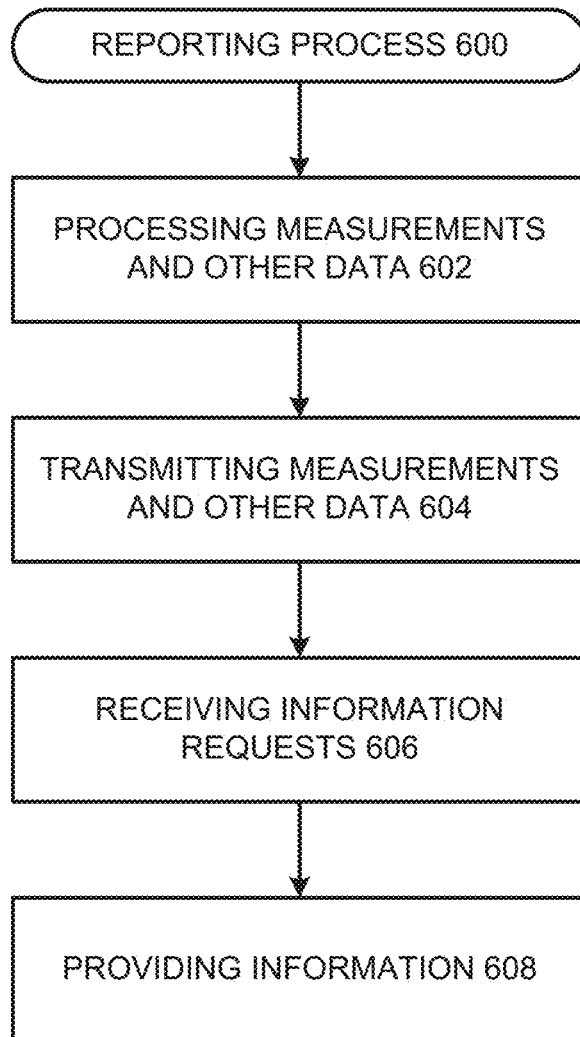 REPORTING PROCESS 600
PROCESSING MEASUREMENTS
AND OTHER DATA 602
TRANSMITTING MEASUREMENTS
AND OTHER DATA 604
RECEIVING INFORMATION
REQUESTS 606
PROVIDING INFORMATION 608